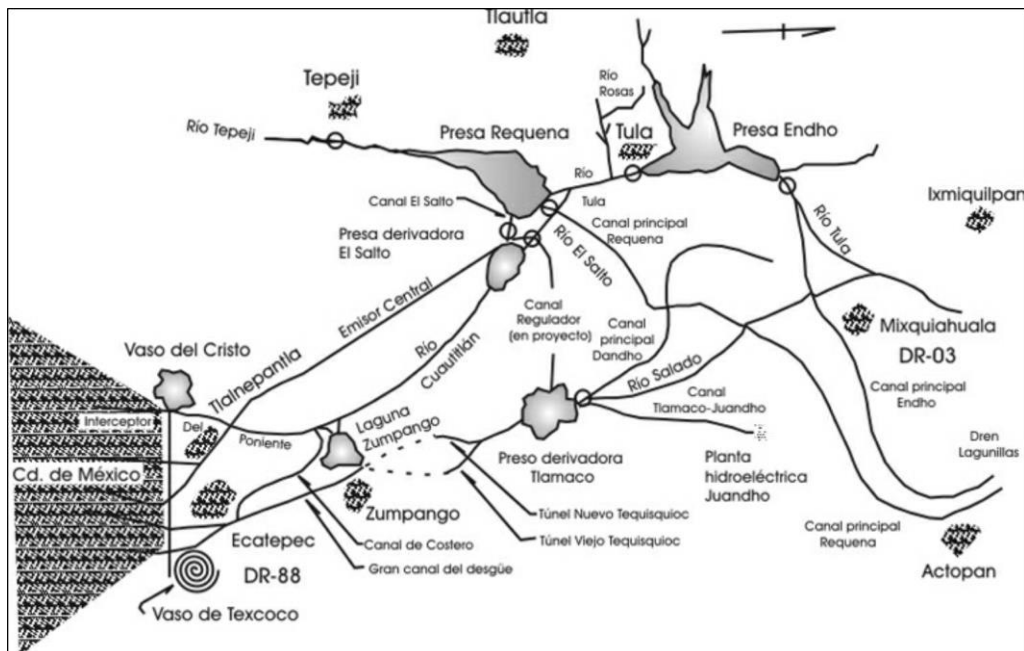 Tlautla
Tepeji
Río
Rosas
Río Tepeji
Presa Requena
Tula
Presa Endho
Río
Tula
Ixmiquilpan
Canal El Salto
Presa derivadora
El Salto
Río El Salto
Canal principal
Requena
Río Tula
Emisor Central
Canal
Regulador
(en proyecto)
Canal
principal
Dandho
Mixquiahuala
DR-03
Vaso del Cristo
Tlalnepantla
Río
Cuautitlán
Río Salado
Canal principal
Endho
Canal
Tlamaco-Juandho
Interceptor
Del
Poniente
Laguna
Zumpango
Dren
Lagunillas
Cd. de México
Preso derivadora
Tlamaco
Planta
hidroeléctrica
Juandho
Zumpango
Túnel Nuevo Tequisquioc
Canal principal
Requena
Ecatepec
Canal de Costero
Túnel Viejo Tequisquioc
DR-88
Gran canal del desgüe
Actopan
Vaso de Texcoco